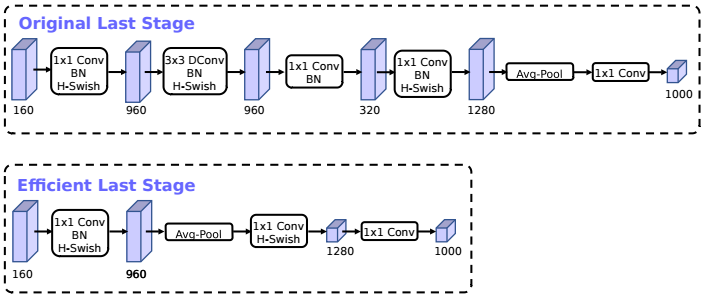 Original Last Stage
1x1 Conv
BN
H-Swish
3x3 DConv
BN
H-Swish
1x1 Conv
BN
1x1 Conv
BN
H-Swish
Avg-Pool
1x1 Conv
160
960
960
320
1280
1000
Efficient Last Stage
1x1 Conv
BN
H-Swish
Avg-Pool
1x1 Conv
H-Swish
1x1 Conv
160
960
1280
1000